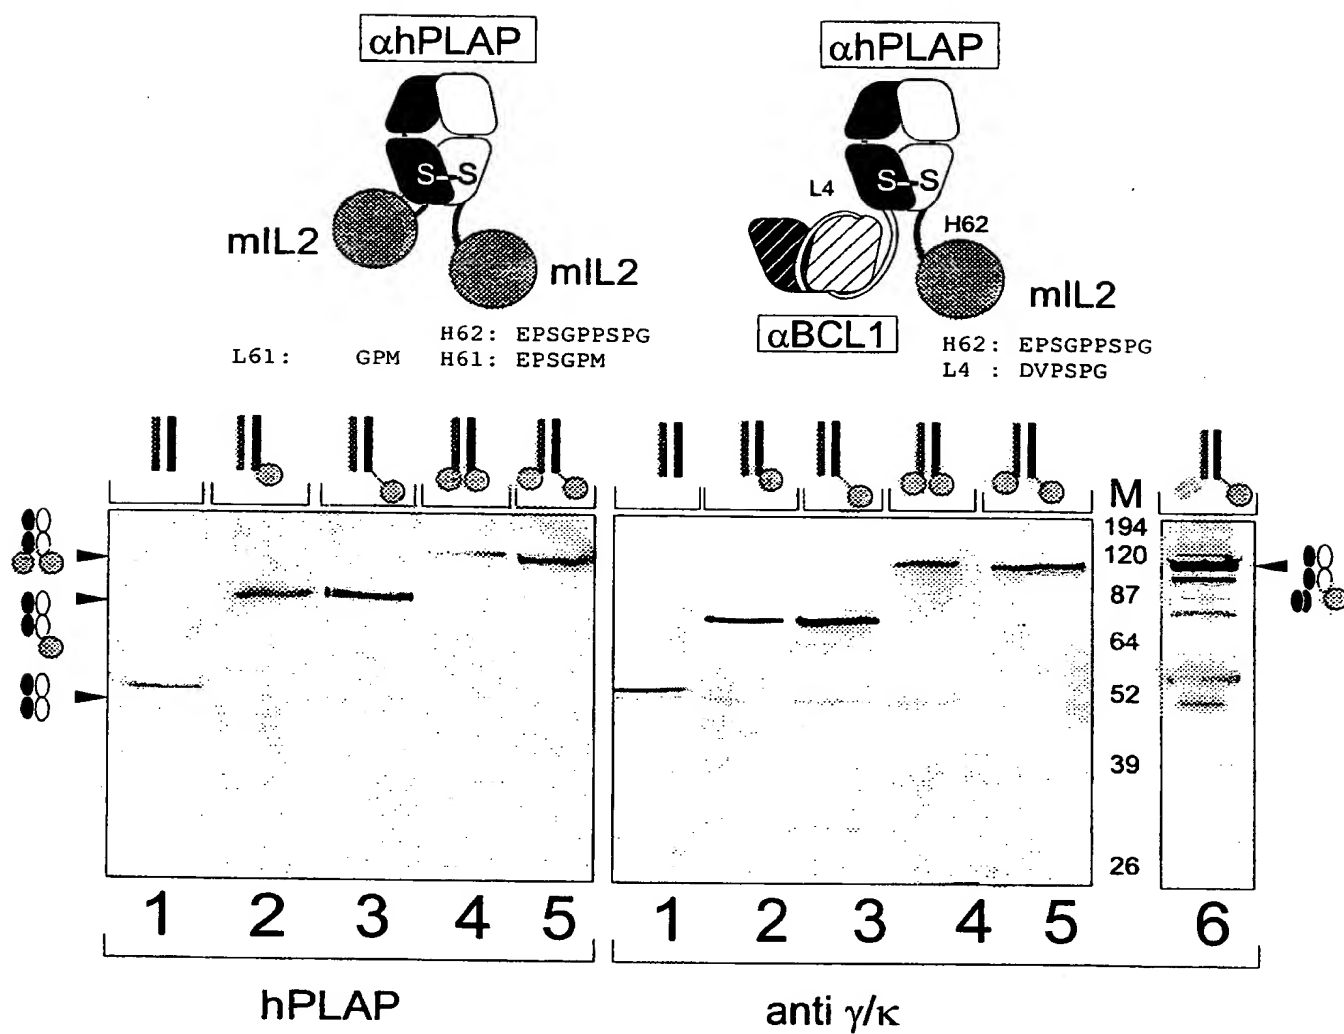 αhPLAP
S-S
mIL2
mIL2
H62: EPSGPPSPG
L61: GPM H61: EPSGPM
αhPLAP
S-S
L4
H62
mIL2
αBCL1
H62: EPSGPPSPG
L4 : DVPSPG
M
194
120
87
64
52
39
26
1 2 3 4 5
1 2 3 4 5 6
hPLAP
anti γ/κ